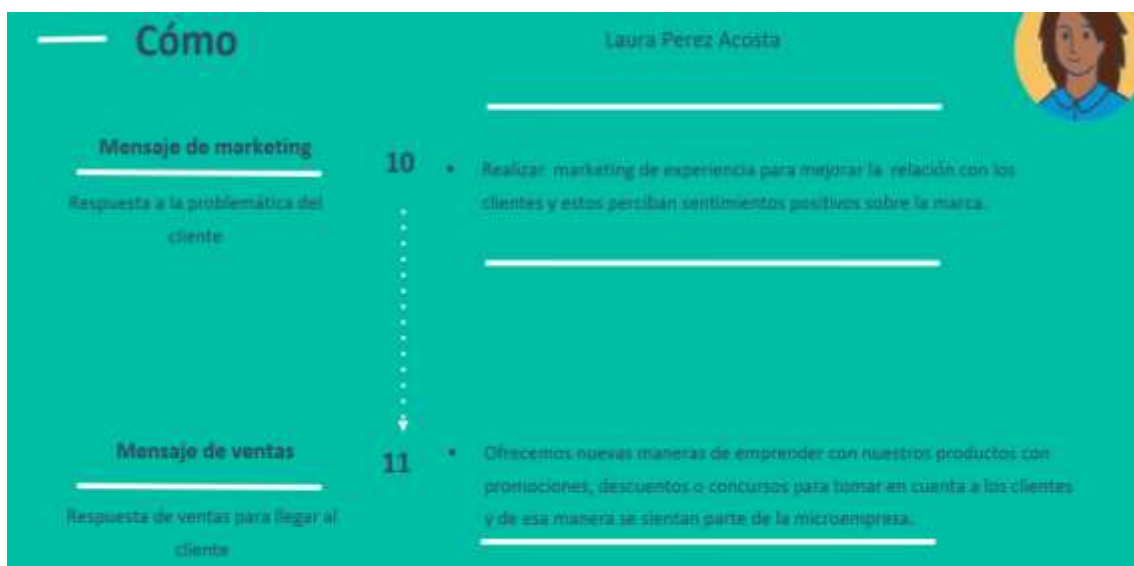 Cómo
Laura Perez Acosta
Mensaje de marketing
Respuesta a la problemática del
cliente
10
• Realizar marketing de experiencia para mejorar la relación con los
clientes y estos perciban sentimientos positivos sobre la marca.
Mensaje de ventas
Respuesta de ventas para llegar al
cliente
11
• Ofrecemos nuevas maneras de emprender con nuestros productos con
promociones, descuentos o concursos para tomar en cuenta a los clientes
y de esa manera se sientan parte de la microempresa.